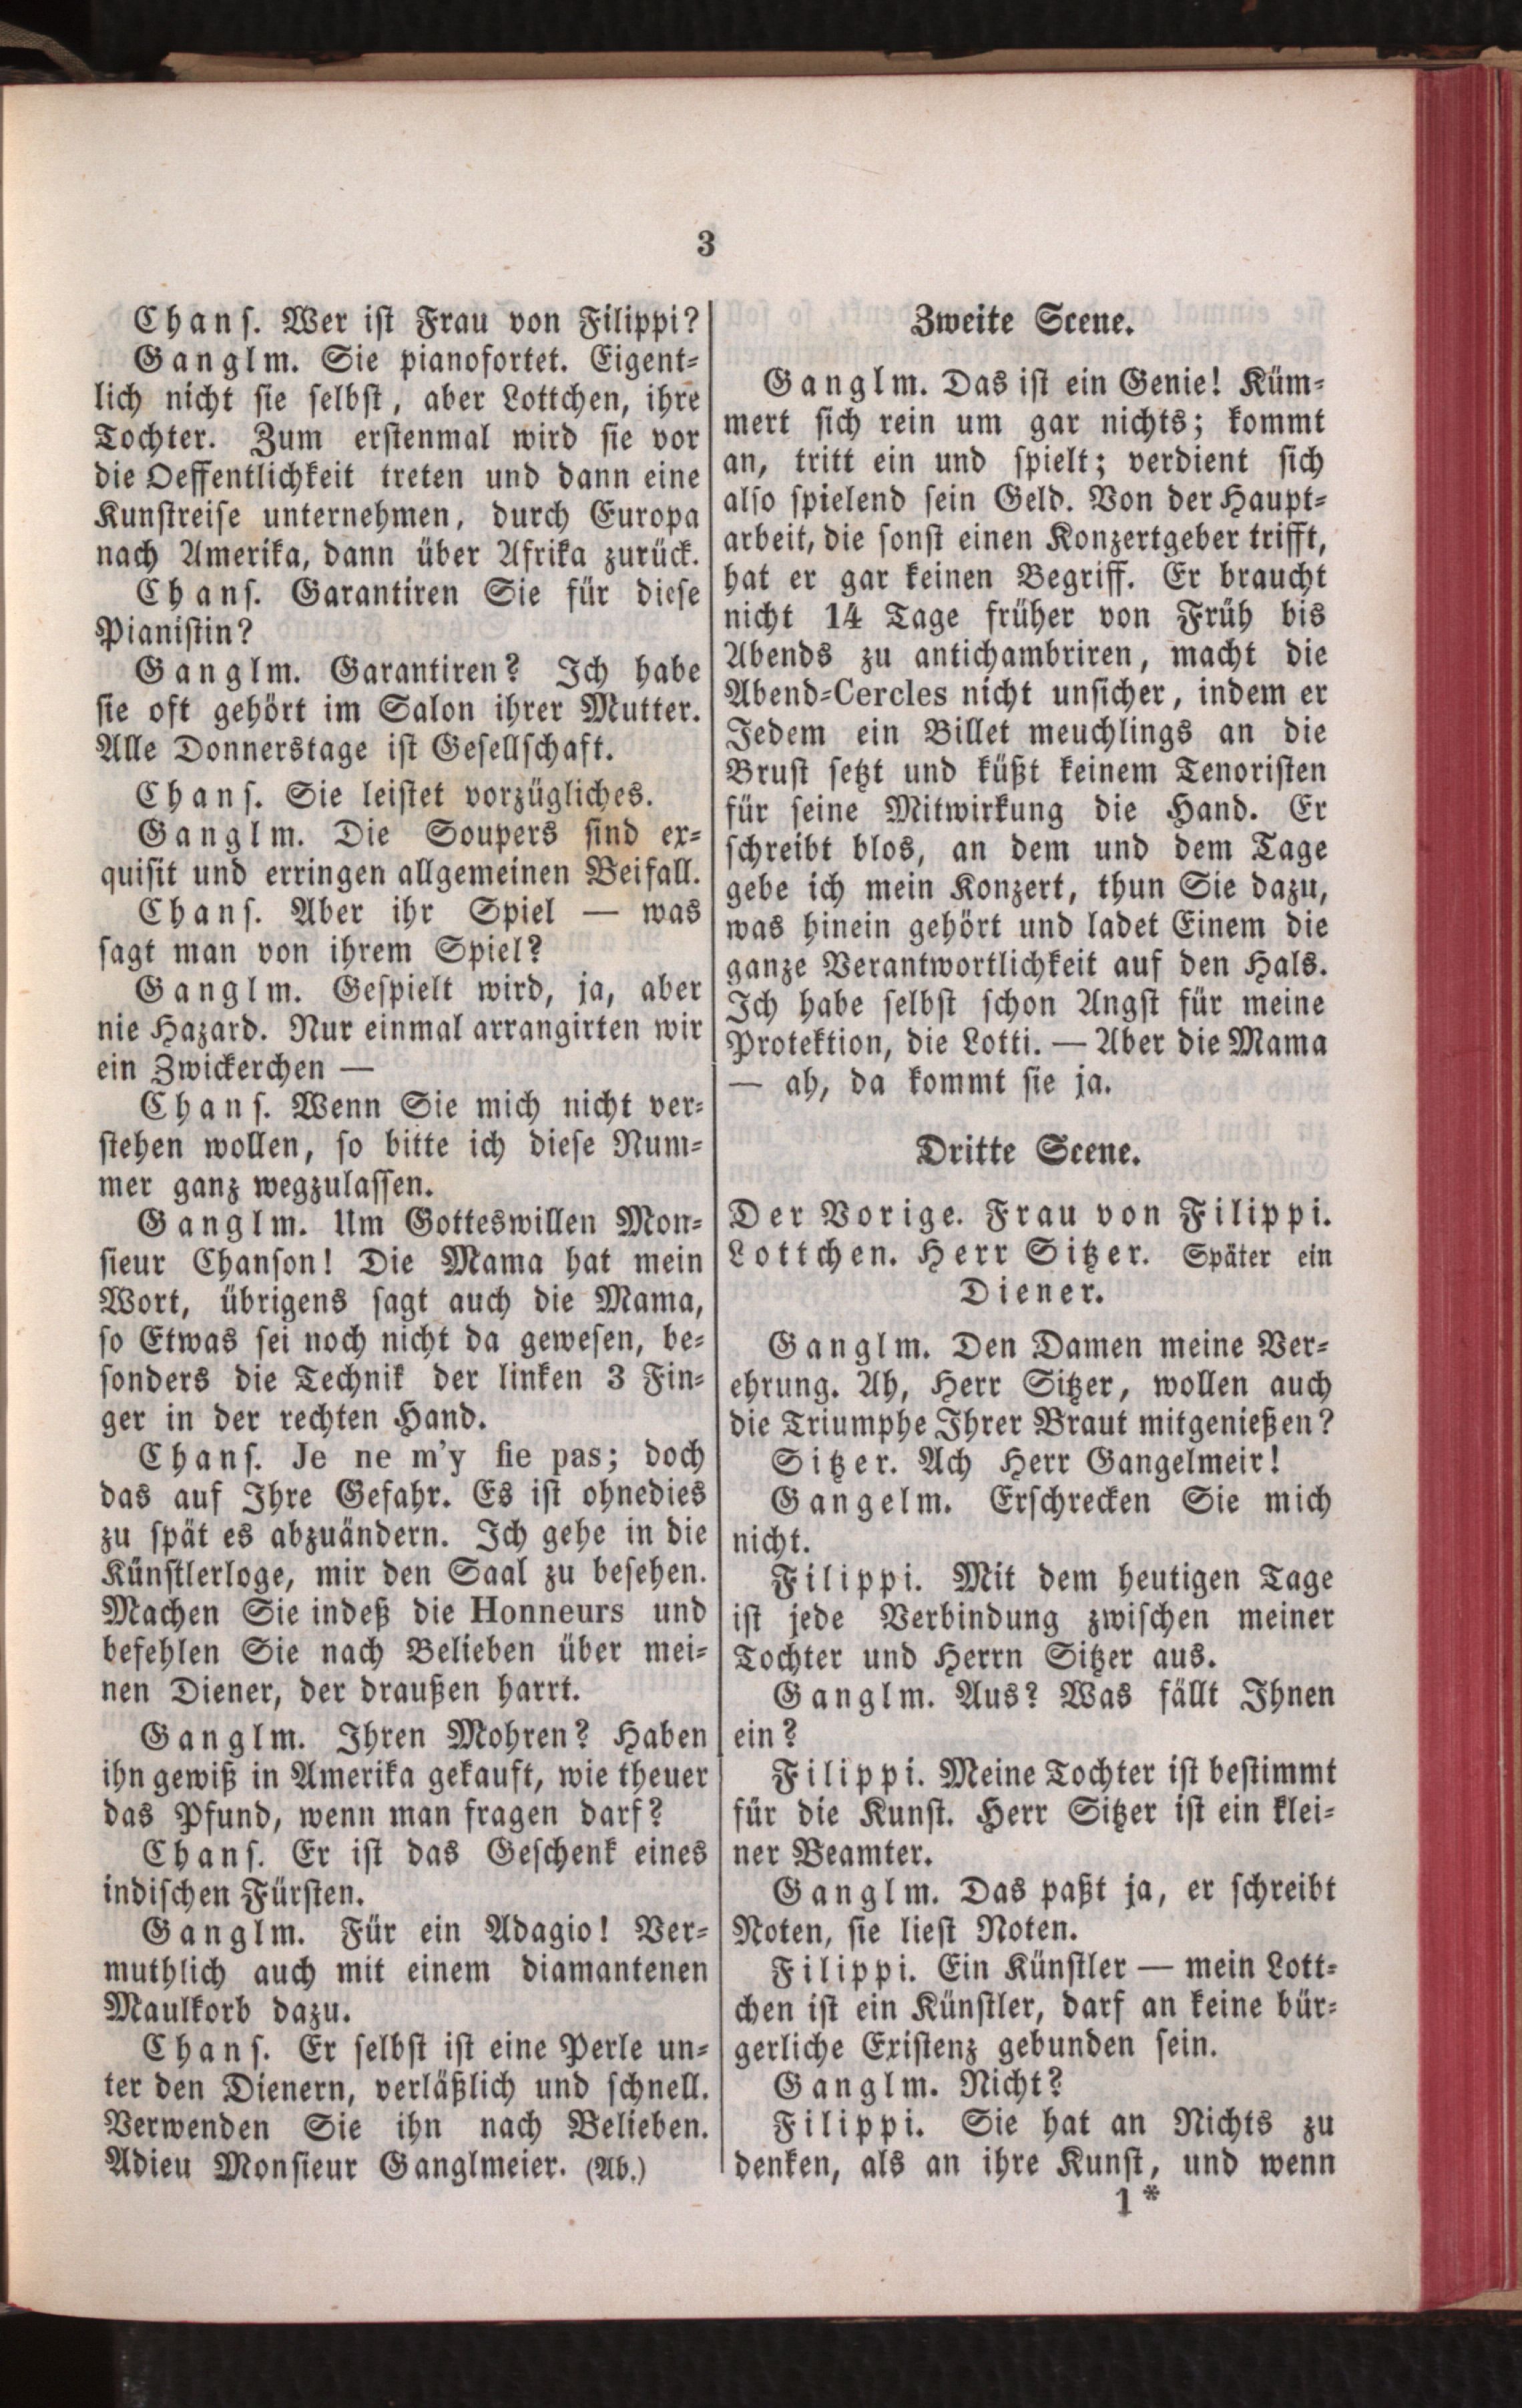 3
Chans. Wer ist Frau von Filippi?
Ganglm. Sie pianofortet. Eigent-
lich nicht sie selbst, aber Lottchen, ihre
Tochter. Zum erstenmal wird sie vor
die Oeffentlichkeit treten und dann eine
Kunstreise unternehmen, durch Europa
nach Amerika, dann über Afrika zurück.
Chans. Garantiren Sie für diese
Pianistin?
Ganglm. Garantiren? Ich habe
sie oft gehört im Salon ihrer Mutter.
Alle Donnerstage ist Gesellschaft.
Chans. Sie leistet vorzügliches.
Ganglm. Die Soupers sind ex-
quisit und erringen allgemeinen Beifall.
Chans. Aber ihr Spiel — was
sagt man von ihrem Spiel?
Ganglm. Gespielt wird, ja, aber
nie Hazard. Nur einmal arrangirten wir
ein Zwickerchen —
Chans. Wenn Sie mich nicht ver-
stehen wollen, so bitte ich diese Num-
mer ganz wegzulassen.
Ganglm. Um Gotteswillen Mon-
sieur Chanson! Die Mama hat mein
Wort, übrigens sagt auch die Mama,
so Etwas sei noch nicht da gewesen, be-
sonders die Technik der linken 3 Fin-
ger in der rechten Hand.
Chans. Je ne m'y fie pas; doch
das auf Ihre Gefahr. Es ist ohnedies
zu spät es abzuändern. Ich gehe in die
Künstlerloge, mir den Saal zu besehen.
Machen Sie indeß die Honneurs und
befehlen Sie nach Belieben über mei-
nen Diener, der draußen harrt.
Ganglm. Ihren Mohren? Haben
ihn gewiß in Amerika gekauft, wie theuer
das Pfund, wenn man fragen darf?
Chans. Er ist das Geschenk eines
indischen Fürsten.
Ganglm. Für ein Adagio! Ver-
muthlich auch mit einem diamantenen
Maulkorb dazu.
Chans. Er selbst ist eine Perle un-
ter den Dienern, verläßlich und schnell.
Verwenden Sie ihn nach Belieben.
Adieu Monsieur Ganglmeier. (Ab.)
Zweite Scene.
Ganglm. Das ist ein Genie! Küm-
mert sich rein um gar nichts; kommt
an, tritt ein und spielt; verdient sich
also spielend sein Geld. Von der Haupt-
arbeit, die sonst einen Konzertgeber trifft,
hat er gar keinen Begriff. Er braucht
nicht 14 Tage früher von Früh bis
Abends zu antichambriren, macht die
Abend-Cercles nicht unsicher, indem er
Jedem ein Billet meuchlings an die
Brust setzt und küßt keinem Tenoristen
für seine Mitwirkung die Hand. Er
schreibt blos, an dem und dem Tage
gebe ich mein Konzert, thun Sie dazu,
was hinein gehört und ladet Einem die
ganze Verantwortlichkeit auf den Hals.
Ich habe selbst schon Angst für meine
Protektion, die Lotti. — Aber die Mama
— ah, da kommt sie ja.
Dritte Scene.
Der Vorige. Frau von Filippi.
Lottchen. Herr Sitzer. Später ein
Diener.
Ganglm. Den Damen meine Ver-
ehrung. Ah, Herr Sitzer, wollen auch
die Triumphe Ihrer Braut mitgenießen?
Sitzer. Ach Herr Gangelmeir!
Gangelm. Erschrecken Sie mich
nicht.
Filippi. Mit dem heutigen Tage
ist jede Verbindung zwischen meiner
Tochter und Herrn Sitzer aus.
Ganglm. Aus? Was fällt Ihnen
ein?
Filippi. Meine Tochter ist bestimmt
für die Kunst. Herr Sitzer ist ein klei-
ner Beamter.
Ganglm. Das paßt ja, er schreibt
Noten, sie liest Noten.
Filippi. Ein Künstler — mein Lott-
chen ist ein Künstler, darf an keine bür-
gerliche Existenz gebunden sein.
Ganglm. Nicht?
Filippi. Sie hat an Nichts zu
denken, als an ihre Kunst, und wenn
1*